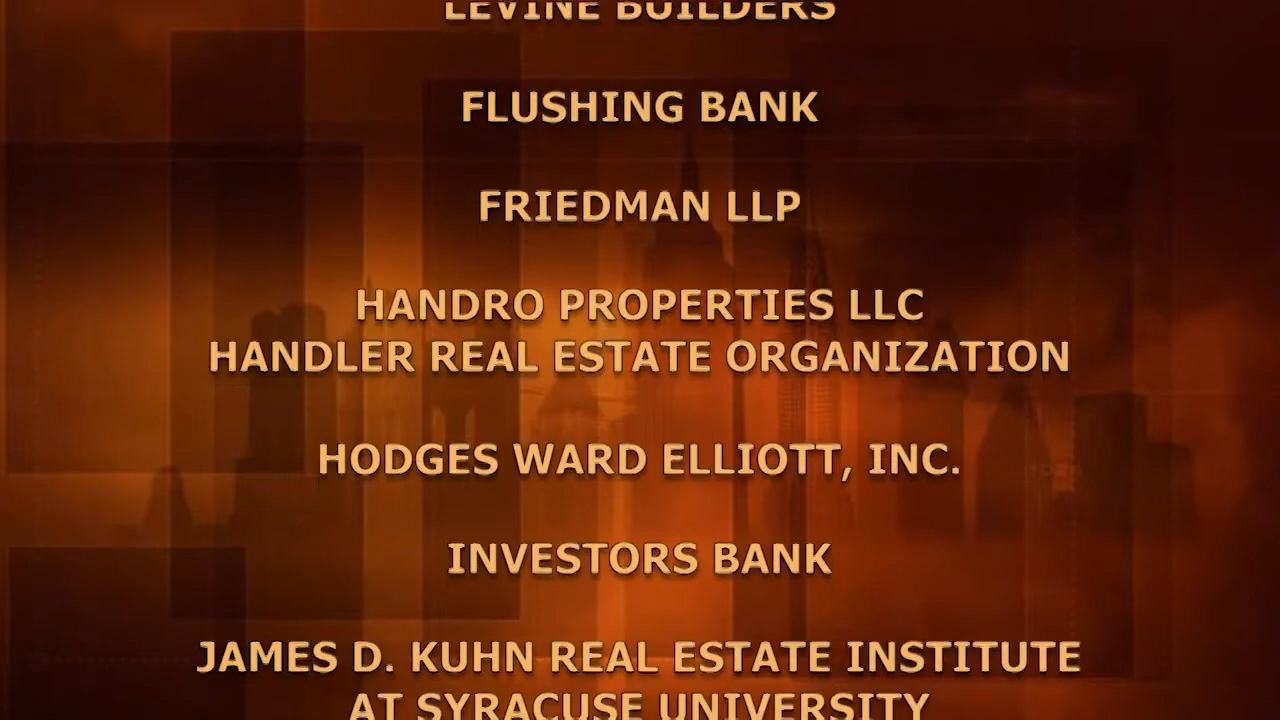 LEVINE BUILDERS
FLUSHING BANK
FRIEDMAN LLP
HANDRO PROPERTIES LLC
HANDLER REAL ESTATE ORGANIZATION
HODGES WARD ELLIOTT, INC.
INVESTORS BANK
JAMES D. KUHN REAL ESTATE INSTITUTE
AT SYRACUSE UNIVERSITY